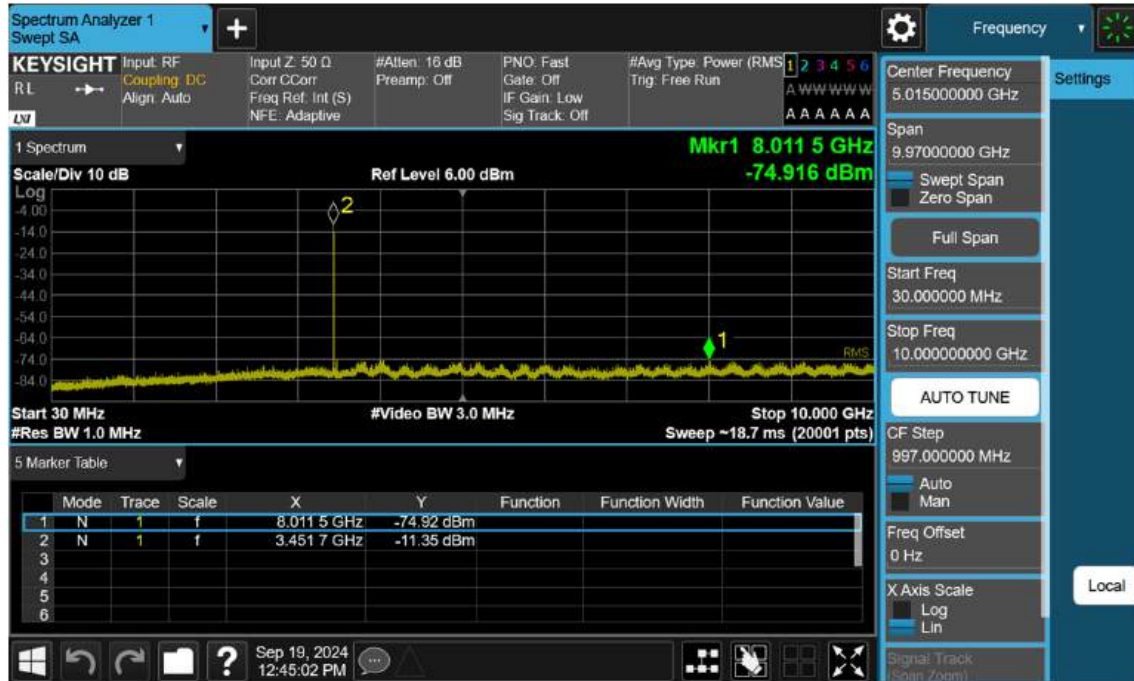 Spectrum Analyzer 1
Swept SA
+
Frequency
KEYSIGHT
RL
LXI
Input: RF
Coupling: DC
Align: Auto
Input Z: 50 Ω
Corr CCorr
Freq Ref: Int (S)
NFE: Adaptive
#Atten: 16 dB
Preamp: Off
PNO: Fast
Gate: Off
IF Gain: Low
Sig Track: Off
#Avg Type: Power (RMS
Trig: Free Run
1 2 3 4 5 6
A W W W W W
A A A A A A
1 Spectrum
Mkr1 8.011 5 GHz
Scale/Div 10 dB
Ref Level 6.00 dBm
-74.916 dBm
Log
-4.00
-14.0
-24.0
-34.0
-44.0
-54.0
-64.0
-74.0
-84.0
2
1
RMS
Start 30 MHz
#Video BW 3.0 MHz
Stop 10.000 GHz
#Res BW 1.0 MHz
Sweep ~18.7 ms (20001 pts)
5 Marker Table
Mode Trace Scale X Y Function Function Width Function Value
1 N 1 f 8.011 5 GHz -74.92 dBm
2 N 1 f 3.451 7 GHz -11.35 dBm
3
4
5
6
?
Sep 19, 2024
12:45:02 PM
Center Frequency
5.015000000 GHz
Settings
Span
9.97000000 GHz
Swept Span
Zero Span
Full Span
Start Freq
30.000000 MHz
Stop Freq
10.000000000 GHz
AUTO TUNE
CF Step
997.000000 MHz
Auto
Man
Freq Offset
0 Hz
X Axis Scale
Log
Lin
Local
Signal Track
(Span Zoom)